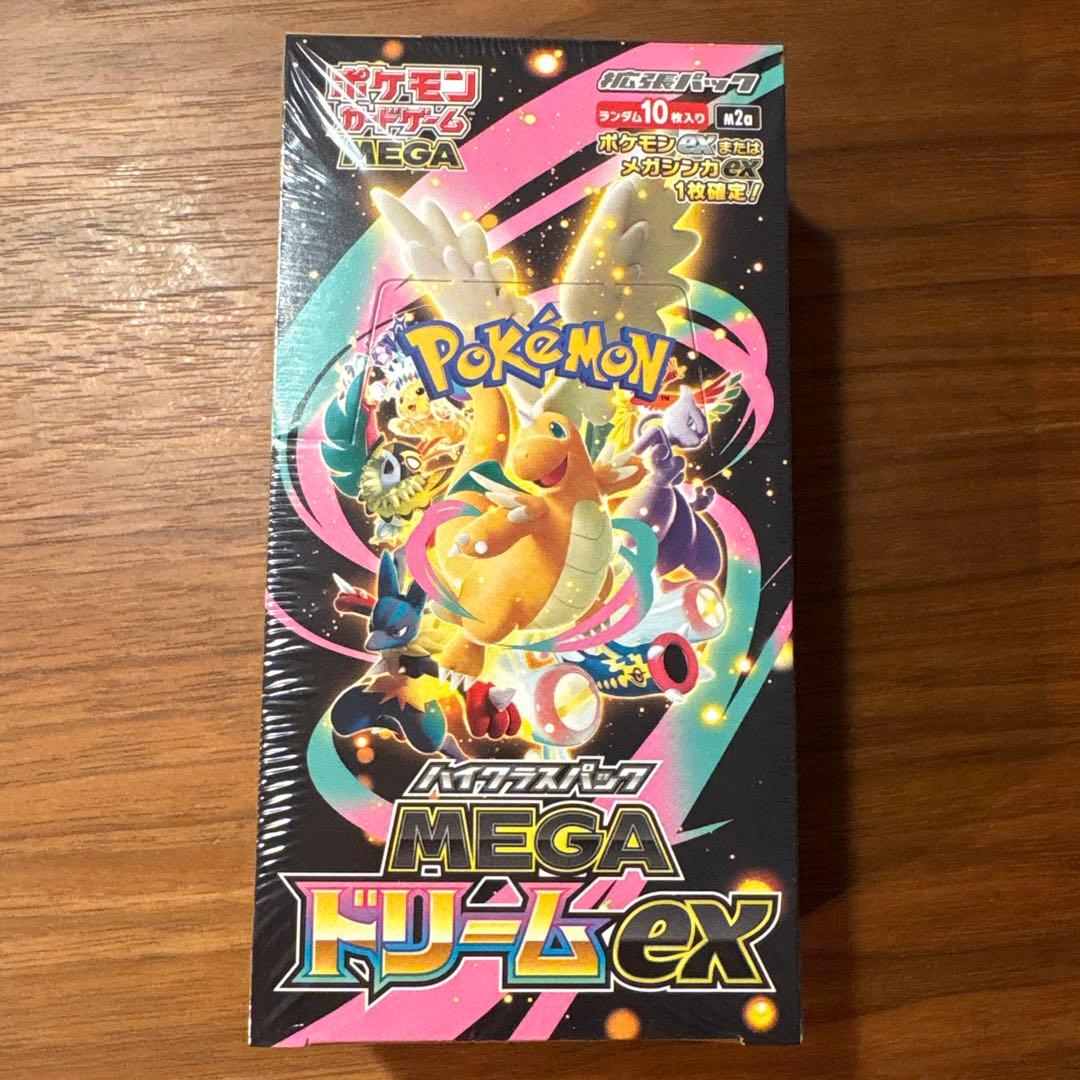 ポケモン
カードゲーム™
MEGA
拡張パック
ランダム10枚入り
M2a
ポケモンexまたは
メガシンカex
1枚確定!
POKéMON™
ハイクラスパック
MEGA
ドリームex